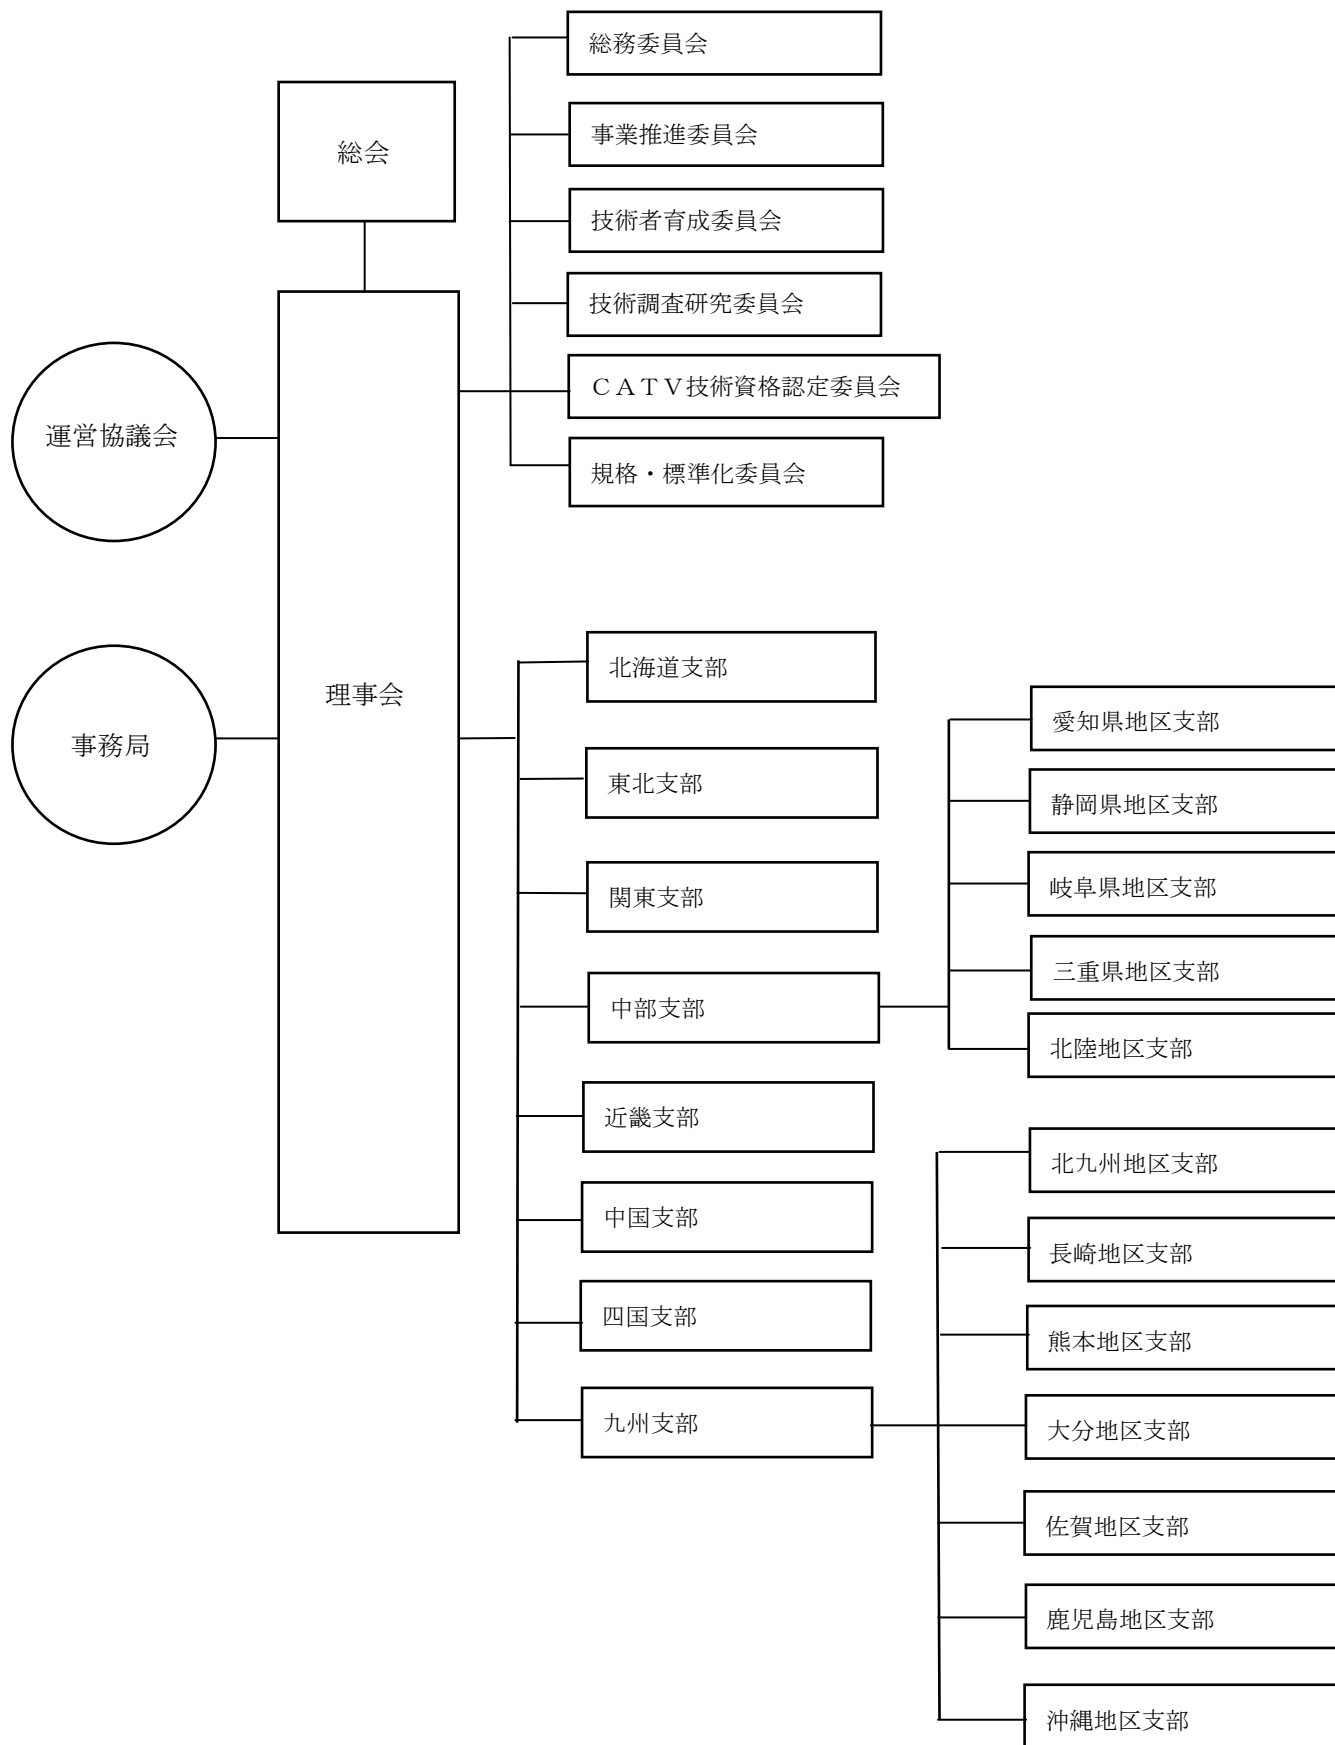 総会
理事会
運営協議会
事務局
総務委員会
事業推進委員会
技術者育成委員会
技術調査研究委員会
ＣＡＴＶ技術資格認定委員会
規格・標準化委員会
北海道支部
東北支部
関東支部
中部支部
近畿支部
中国支部
四国支部
九州支部
愛知県地区支部
静岡県地区支部
岐阜県地区支部
三重県地区支部
北陸地区支部
北九州地区支部
長崎地区支部
熊本地区支部
大分地区支部
佐賀地区支部
鹿児島地区支部
沖縄地区支部